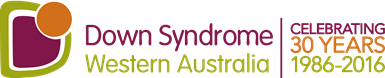 Down Syndrome
Western Australia
CELEBRATING
30 YEARS
1986-2016